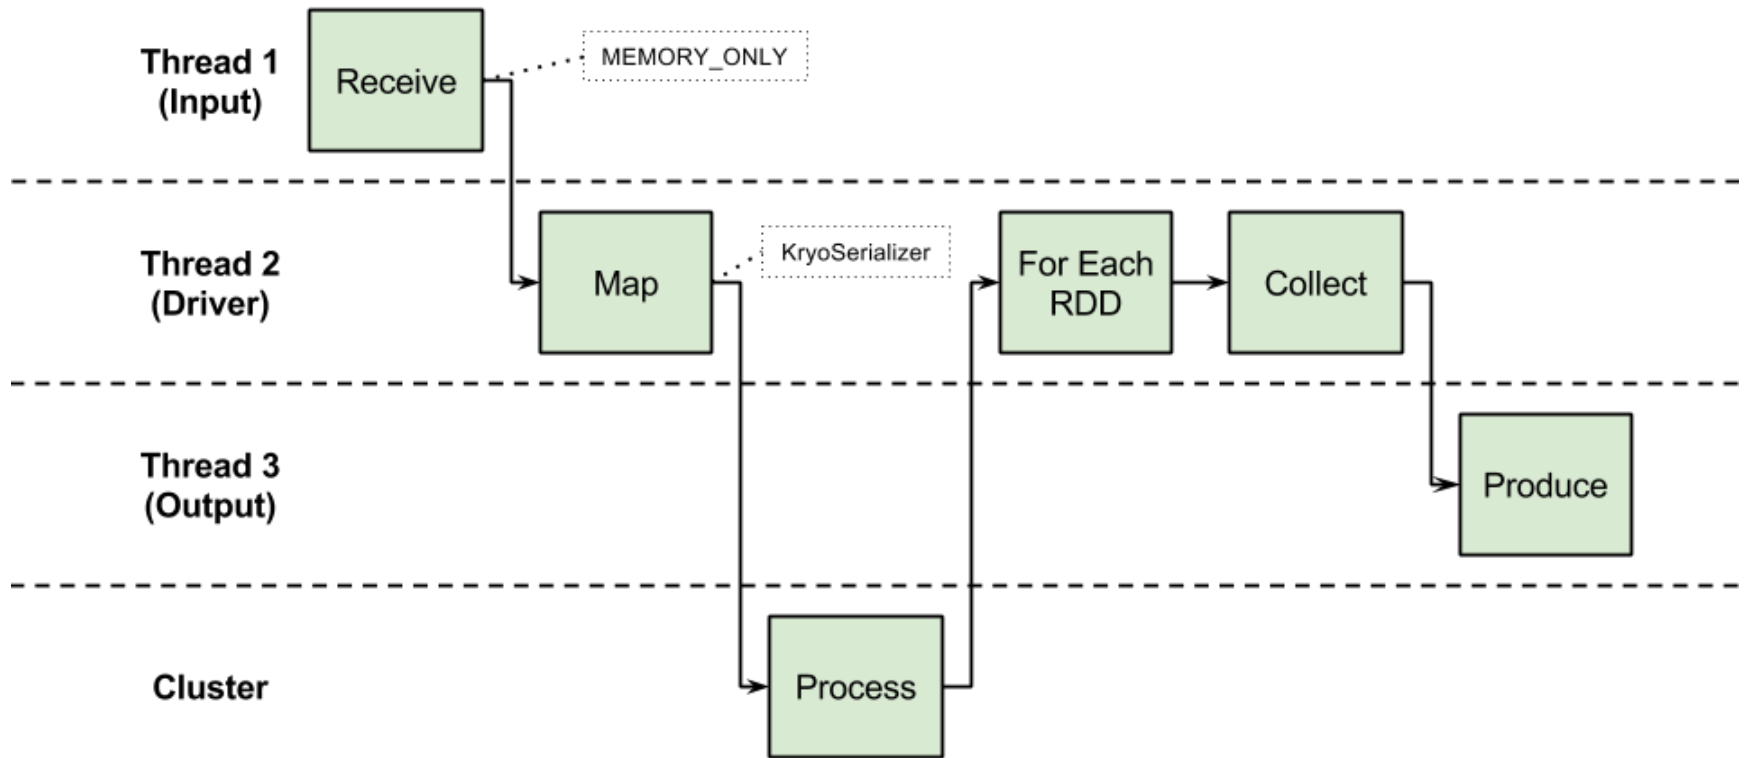 Thread 1
(Input)
Receive
MEMORY_ONLY
Thread 2
(Driver)
Map
KryoSerializer
For Each
RDD
Collect
Thread 3
(Output)
Produce
Cluster
Process